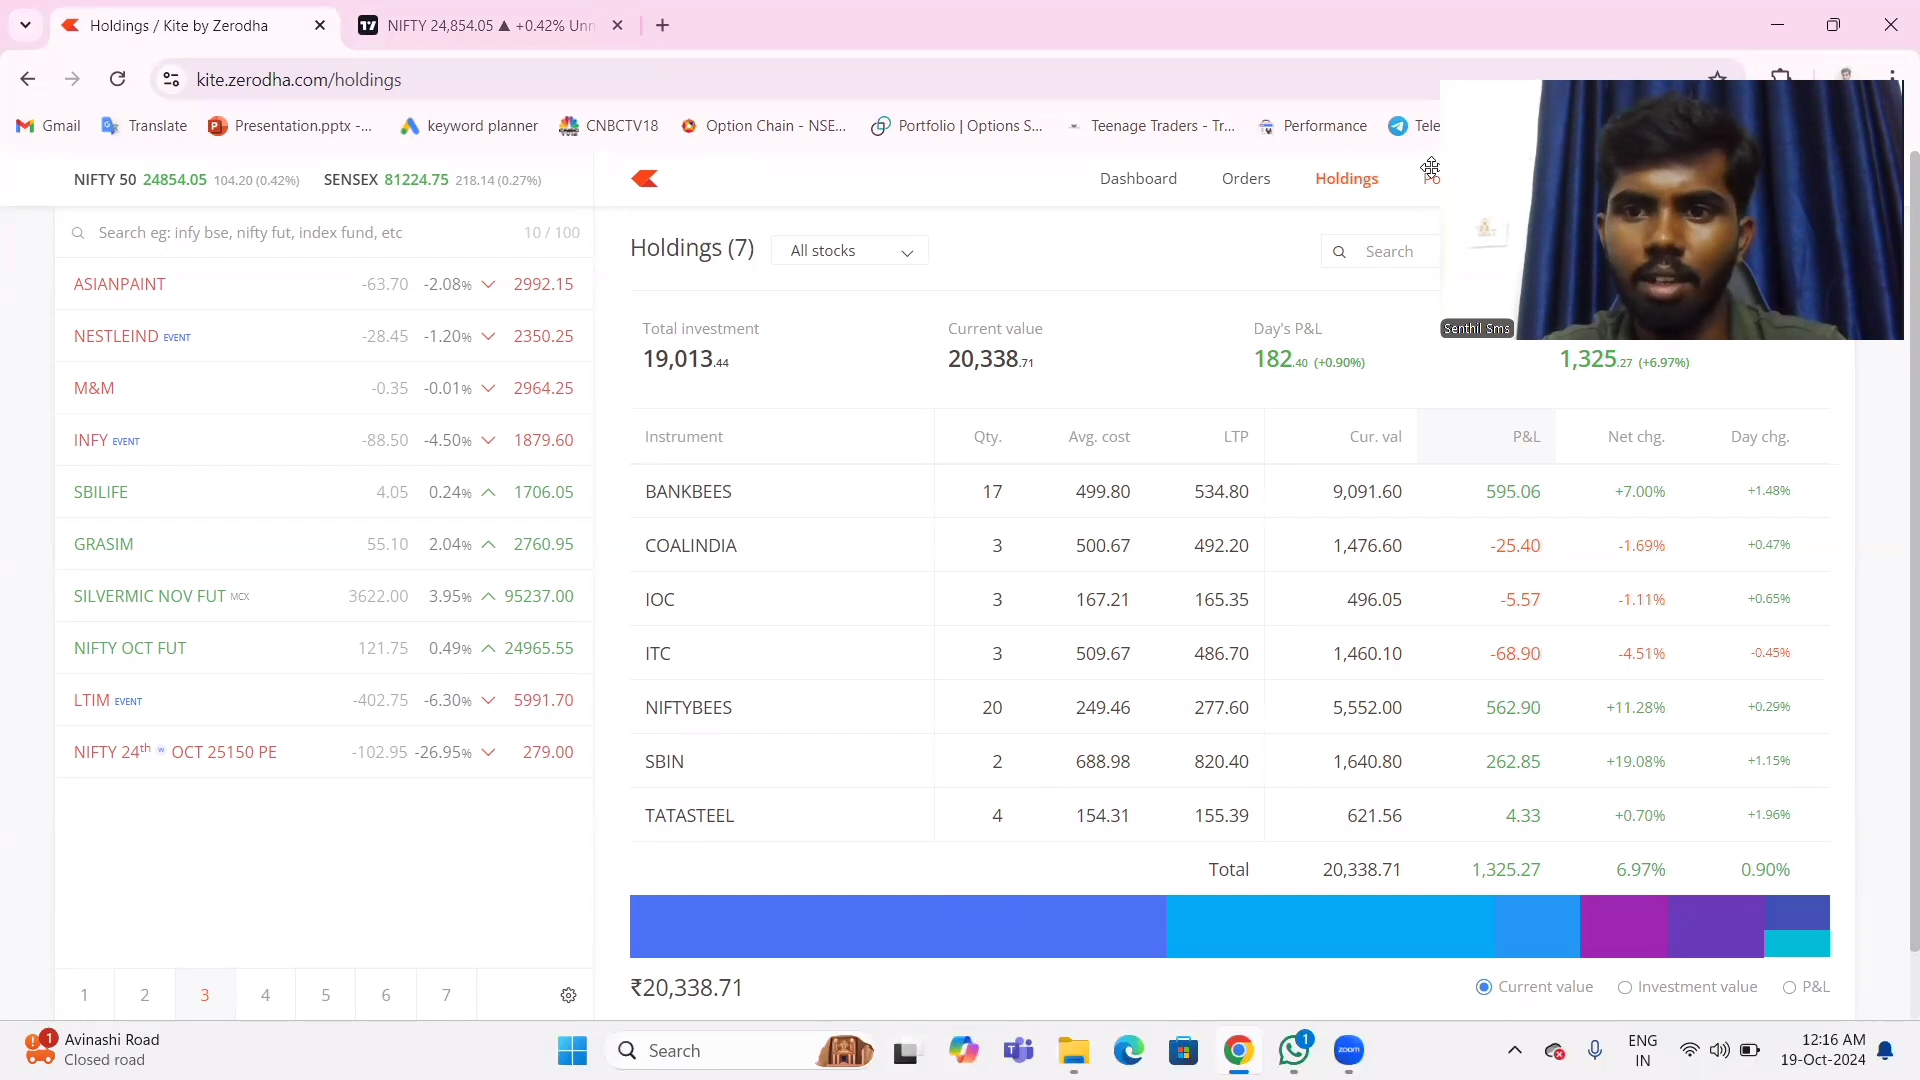 Holdings / Kite by Zerodha
NIFTY 24,854.05 ▲ +0.42% Unn
kite.zerodha.com/holdings
Gmail
Translate
Presentation.pptx -...
keyword planner
CNBCTV18
Option Chain - NSE...
Portfolio | Options S...
Teenage Traders - Tr...
Performance
Tele
NIFTY 50 24854.05 104.20 (0.42%) SENSEX 81224.75 218.14 (0.27%)
Dashboard Orders Holdings Po
Search eg: infy bse, nifty fut, index fund, etc 10 / 100
ASIANPAINT -63.70 -2.08% 2992.15
NESTLEIND EVENT -28.45 -1.20% 2350.25
M&M -0.35 -0.01% 2964.25
INFY EVENT -88.50 -4.50% 1879.60
SBILIFE 4.05 0.24% 1706.05
GRASIM 55.10 2.04% 2760.95
SILVERMIC NOV FUT MCX 3622.00 3.95% 95237.00
NIFTY OCT FUT 121.75 0.49% 24965.55
LTIM EVENT -402.75 -6.30% 5991.70
NIFTY 24th w OCT 25150 PE -102.95 -26.95% 279.00
1 2 3 4 5 6 7
Holdings (7) All stocks Search
Senthil Sms
Total investment Current value Day's P&L
19,013.44 20,338.71 182.40 (+0.90%) 1,325.27 (+6.97%)
Instrument Qty. Avg. cost LTP Cur. val P&L Net chg. Day chg.
BANKBEES 17 499.80 534.80 9,091.60 595.06 +7.00% +1.48%
COALINDIA 3 500.67 492.20 1,476.60 -25.40 -1.69% +0.47%
IOC 3 167.21 165.35 496.05 -5.57 -1.11% +0.65%
ITC 3 509.67 486.70 1,460.10 -68.90 -4.51% -0.45%
NIFTYBEES 20 249.46 277.60 5,552.00 562.90 +11.28% +0.29%
SBIN 2 688.98 820.40 1,640.80 262.85 +19.08% +1.15%
TATASTEEL 4 154.31 155.39 621.56 4.33 +0.70% +1.96%
Total 20,338.71 1,325.27 6.97% 0.90%
₹20,338.71 Current value Investment value P&L
1
Avinashi Road
Closed road
Search
1
zoom
ENG
IN
12:16 AM
19-Oct-2024